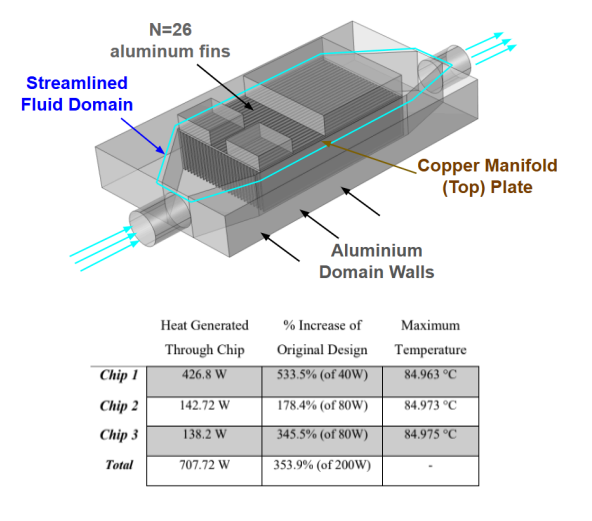 N=26
aluminum fins
Streamlined
Fluid Domain
Copper Manifold
(Top) Plate
Aluminium
Domain Walls
Heat Generated % Increase of Maximum
Through Chip Original Design Temperature
Chip 1 426.8 W 533.5% (of 40W) 84.963 °C
Chip 2 142.72 W 178.4% (of 80W) 84.973 °C
Chip 3 138.2 W 345.5% (of 80W) 84.975 °C
Total 707.72 W 353.9% (of 200W) -